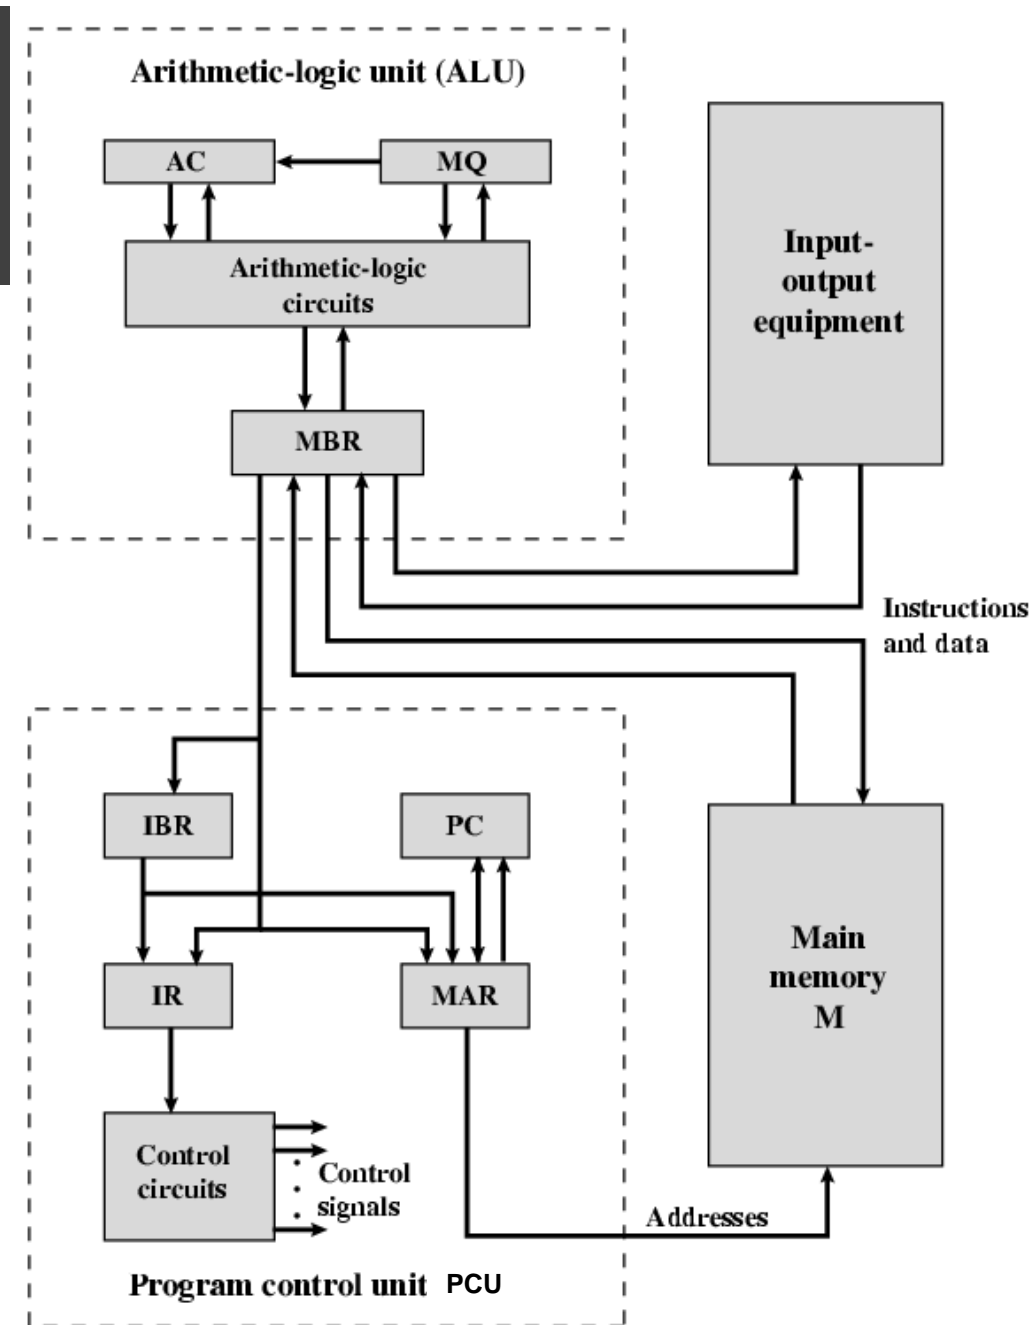 Arithmetic-logic unit (ALU)
AC
MQ
Arithmetic-logic
circuits
Input-
output
equipment
MBR
Instructions
and data
IBR
PC
IR
MAR
Main
memory
M
Control
circuits
Control
signals
Addresses
Program control unit PCU